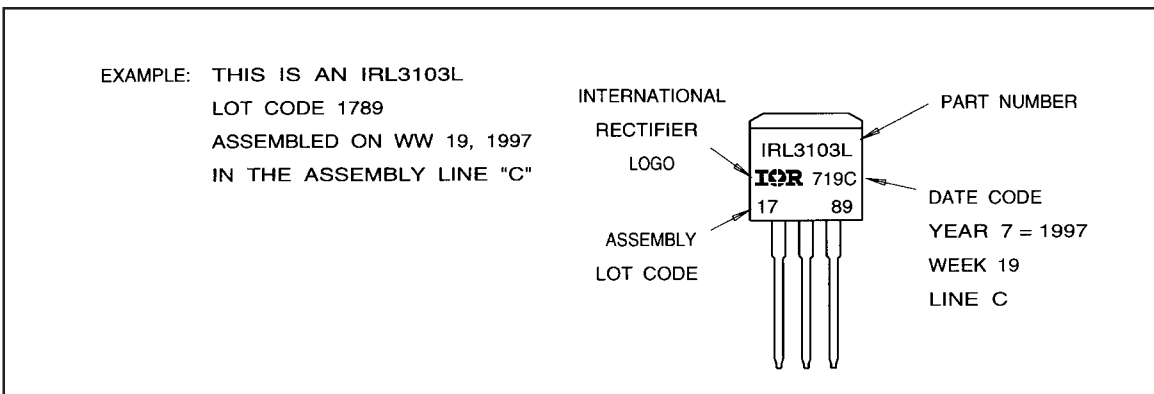 EXAMPLE: THIS IS AN IRL3103L
LOT CODE 1789
ASSEMBLED ON WW 19, 1997
IN THE ASSEMBLY LINE "C"
INTERNATIONAL
RECTIFIER
LOGO
ASSEMBLY
LOT CODE
IRL3103L
IOR 719C
17 89
PART NUMBER
DATE CODE
YEAR 7 = 1997
WEEK 19
LINE C